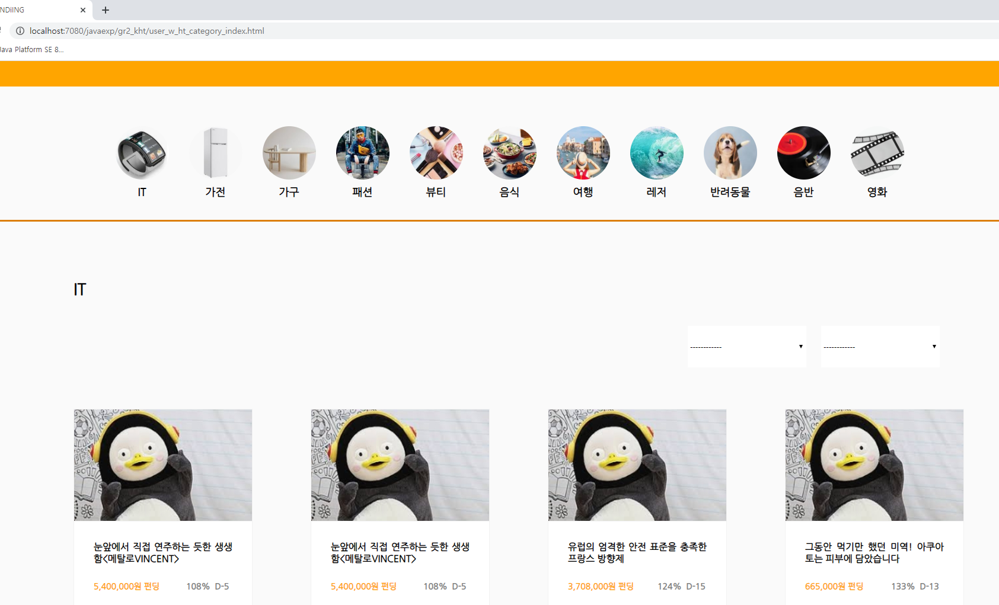 NDiING
localhost:7080/javaexp/gr2_kht/user_w_ht_category_index.html
Java Platform SE 8...
IT 가전 가구 패션 뷰티 음식 여행 레저 반려동물 음반 영화
IT
------------ ------------
눈앞에서 직접 연주하는 듯한 생생
함<메탈로VINCENT>
5,400,000원 펀딩 108% D-5
눈앞에서 직접 연주하는 듯한 생생
함<메탈로VINCENT>
5,400,000원 펀딩 108% D-5
유럽의 엄격한 안전 표준을 충족한
프랑스 방향제
3,708,000원 펀딩 124% D-15
그동안 먹기만 했던 미역! 아쿠아
토는 피부에 담았습니다
665,000원 펀딩 133% D-13